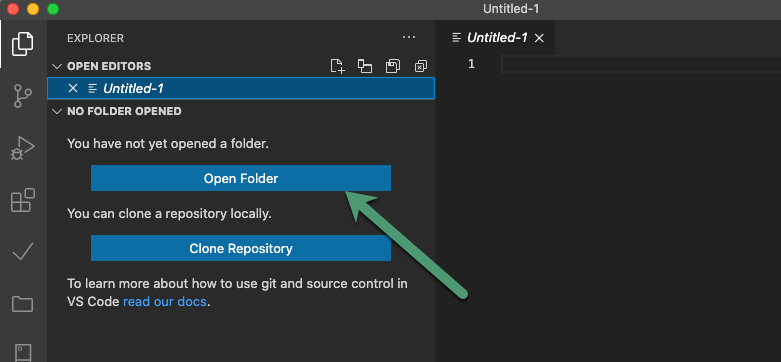 Untitled-1
EXPLORER
OPEN EDITORS
Untitled-1
NO FOLDER OPENED
You have not yet opened a folder.
Open Folder
You can clone a repository locally.
Clone Repository
To learn more about how to use git and source control in
VS Code read our docs.
Untitled-1
1